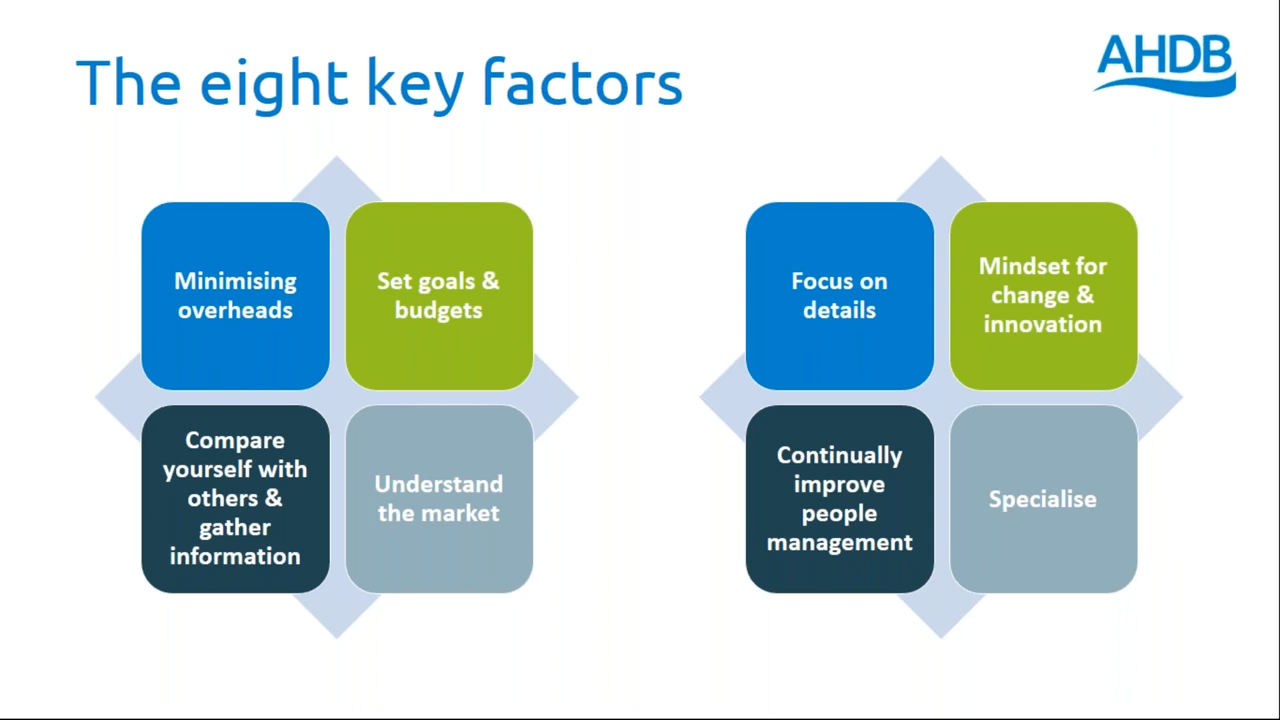 The eight key factors
AHDB
Minimising
overheads
Set goals &
budgets
Compare
yourself with
others &
gather
information
Understand
the market
Focus on
details
Mindset for
change &
innovation
Continually
improve
people
management
Specialise